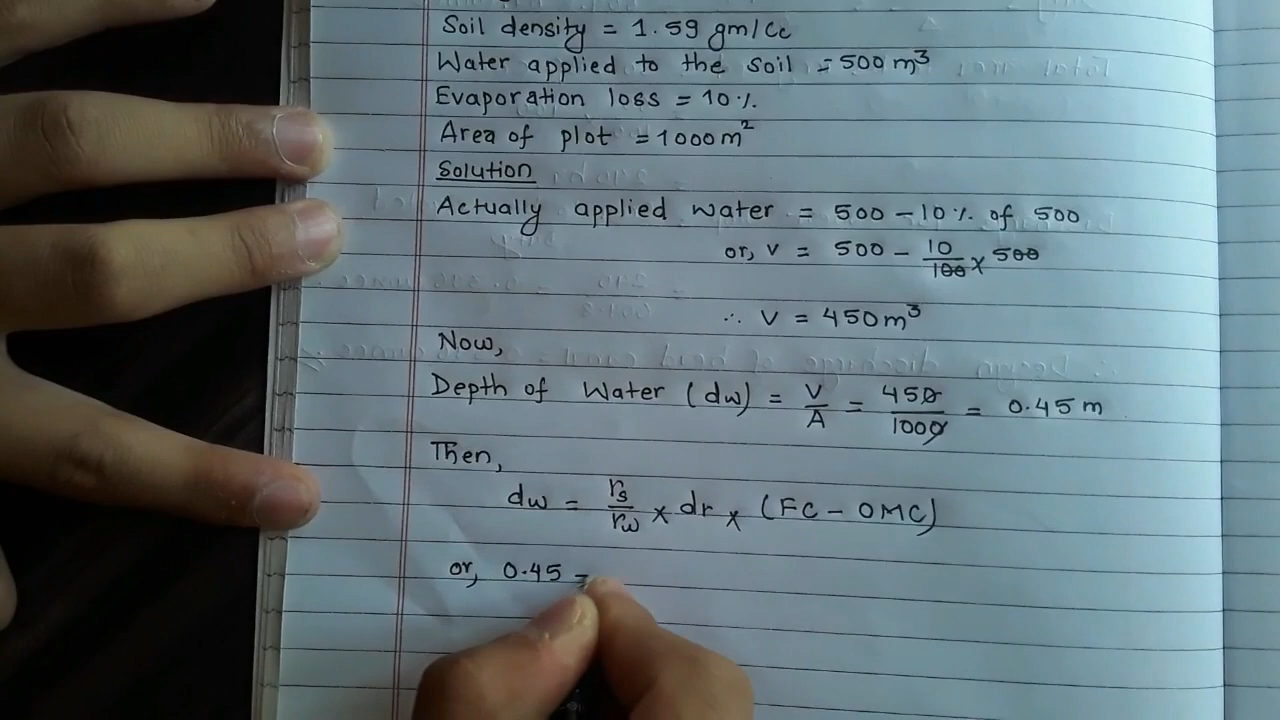 Soil density = 1.59 gm/cc
Water applied to the soil = 500 m³
Evaporation loss = 10%.
Area of plot = 1000 m²
Solution
Actually applied water = 500 - 10% of 500
or, V = 500 - 10/100 × 500
∴ V = 450 m³
Now,
Depth of Water (dw) = V/A = 450/1000 = 0.45 m
Then,
dw = rs/rw × dr × (FC - OMC)
or, 0.45 =